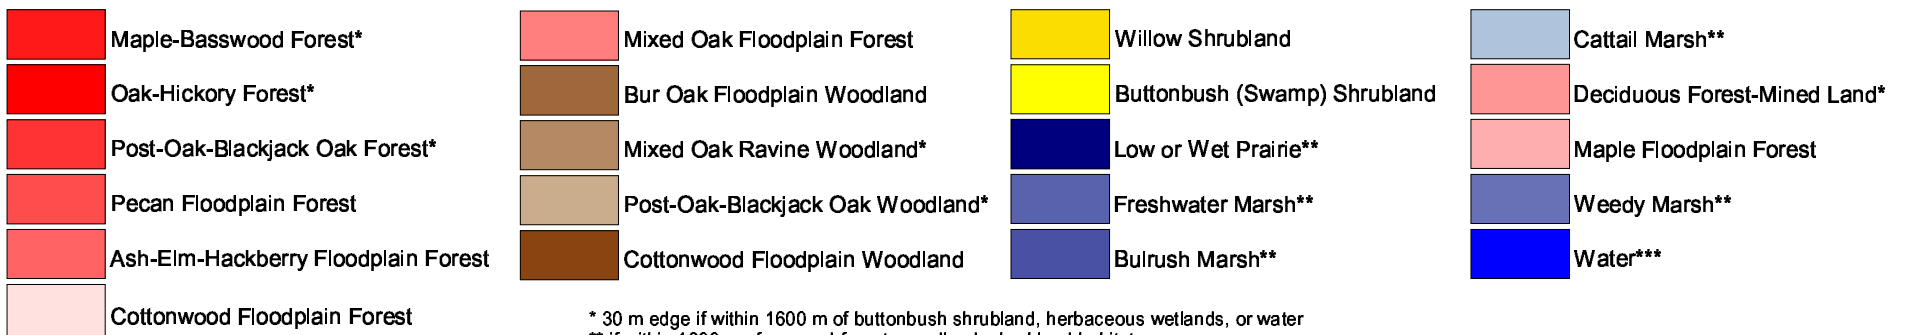 Maple-Basswood Forest*
Oak-Hickory Forest*
Post-Oak-Blackjack Oak Forest*
Pecan Floodplain Forest
Ash-Elm-Hackberry Floodplain Forest
Cottonwood Floodplain Forest
Mixed Oak Floodplain Forest
Bur Oak Floodplain Woodland
Mixed Oak Ravine Woodland*
Post-Oak-Blackjack Oak Woodland*
Cottonwood Floodplain Woodland
Willow Shrubland
Buttonbush (Swamp) Shrubland
Low or Wet Prairie**
Freshwater Marsh**
Bulrush Marsh**
Cattail Marsh**
Deciduous Forest-Mined Land*
Maple Floodplain Forest
Weedy Marsh**
Water***
* 30 m edge if within 1600 m of buttonbush shrubland, herbaceous wetlands, or water